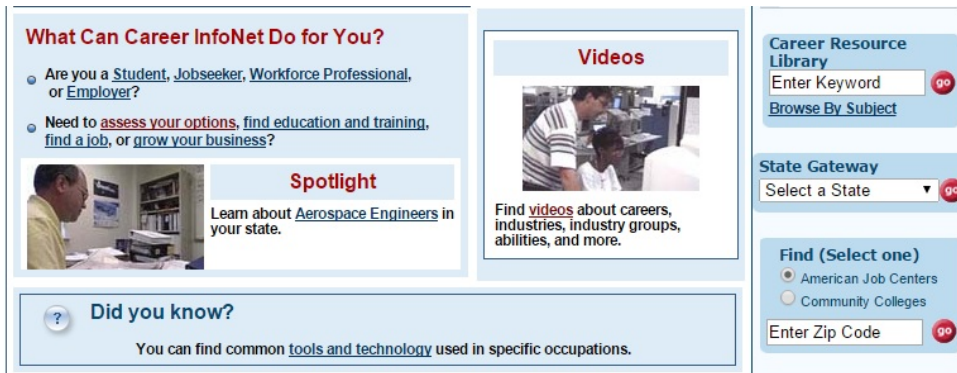 What Can Career InfoNet Do for You?
Are you a Student, Jobseeker, Workforce Professional,
or Employer?
Need to assess your options, find education and training,
find a job, or grow your business?
Spotlight
Learn about Aerospace Engineers in
your state.
Videos
Find videos about careers,
industries, industry groups,
abilities, and more.
? Did you know?
You can find common tools and technology used in specific occupations.
Career Resource
Library
Enter Keyword go
Browse By Subject
State Gateway
Select a State go
Find (Select one)
American Job Centers
Community Colleges
Enter Zip Code go